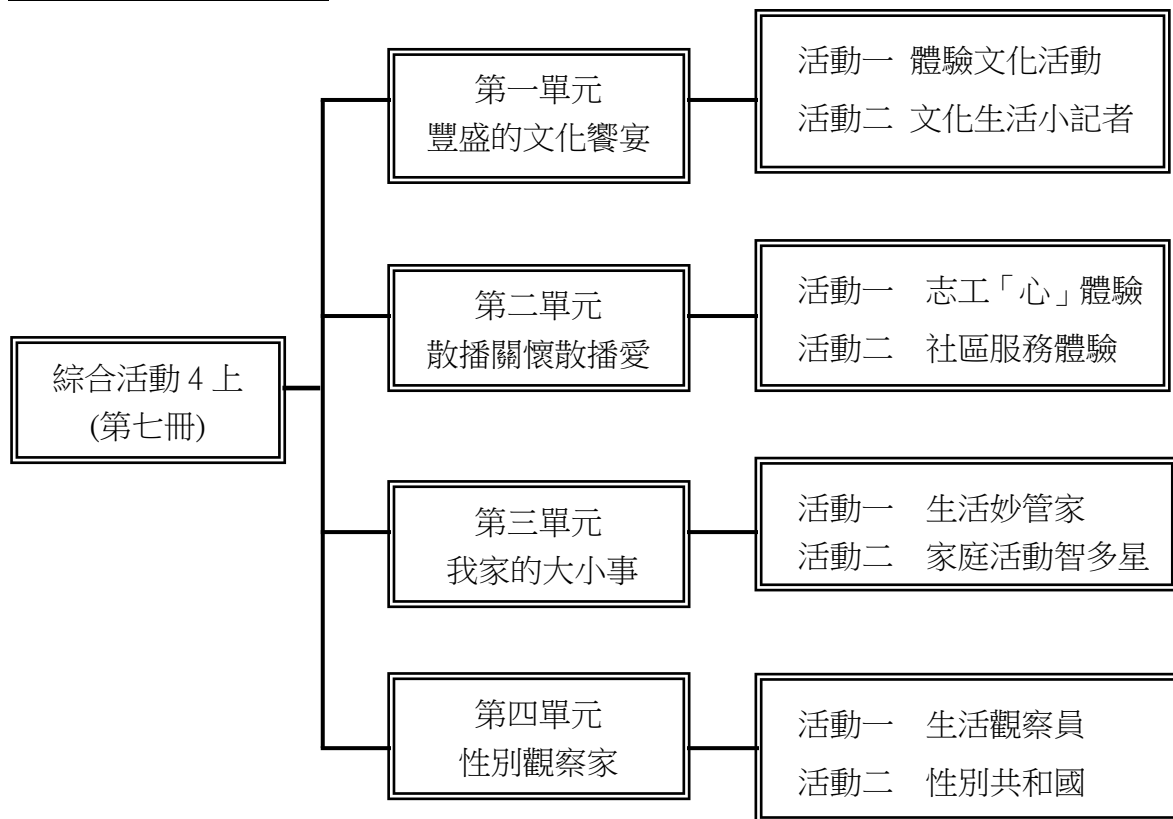 綜合活動 4 上
(第七冊)
第一單元
豐盛的文化饗宴
活動一 體驗文化活動
活動二 文化生活小記者
第二單元
散播關懷散播愛
活動一 志工「心」體驗
活動二 社區服務體驗
第三單元
我家的大小事
活動一 生活妙管家
活動二 家庭活動智多星
第四單元
性別觀察家
活動一 生活觀察員
活動二 性別共和國